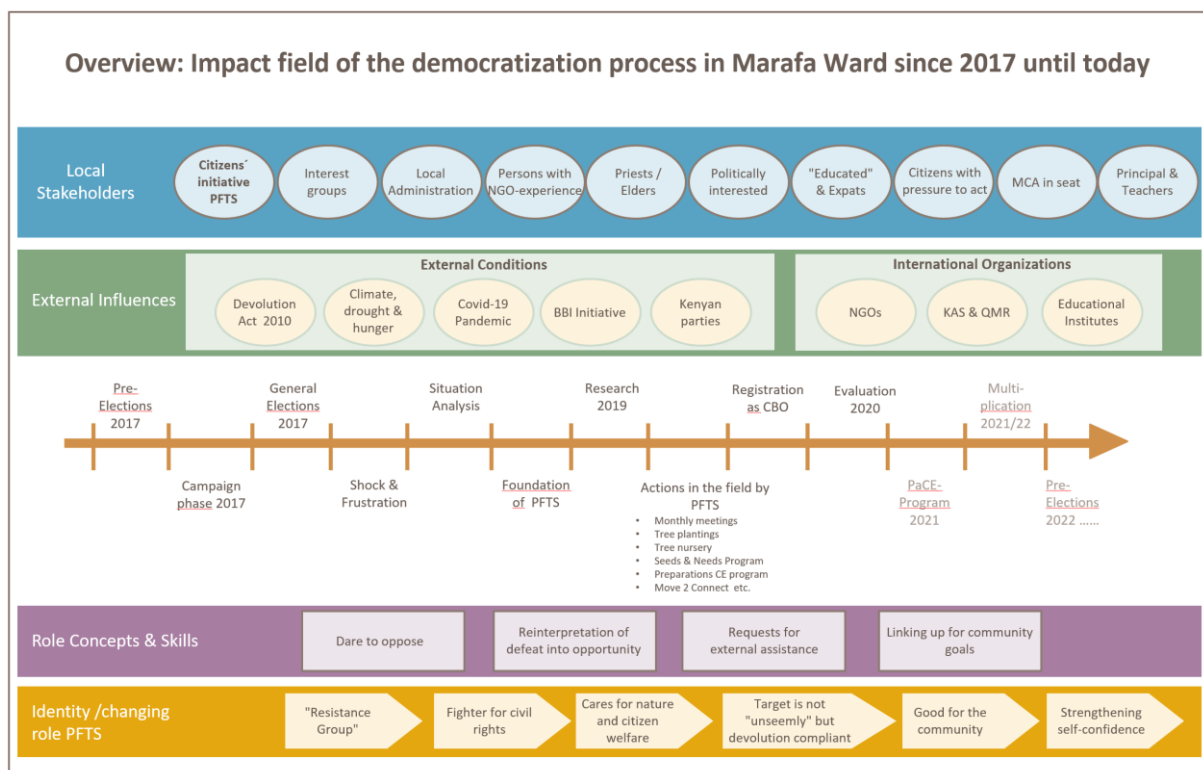 Overview: Impact field of the democratization process in Marafa Ward since 2017 until today
Local
Stakeholders
Citizens´
initiative
PFTS
Interest
groups
Local
Administration
Persons with
NGO-experience
Priests /
Elders
Politically
interested
"Educated"
& Expats
Citizens with
pressure to act
MCA in seat
Principal &
Teachers
External Influences
External Conditions
Devolution
Act 2010
Climate,
drought &
hunger
Covid-19
Pandemic
BBI Initiative
Kenyan
parties
International Organizations
NGOs
KAS & QMR
Educational
Institutes
Pre-
Elections
2017
General
Elections 2017
Situation
Analysis
Research
2019
Registration
as CBO
Evaluation
2020
Multi-
plication
2021/22
Campaign
phase 2017
Shock &
Frustration
Foundation
of PFTS
Actions in the field by
PFTS
• Monthly meetings
• Tree plantings
• Tree nursery
• Seeds & Needs Program
• Preparations CE program
• Move 2 Connect etc.
PaCE-
Program
2021
Pre-
Elections
2022 ......
Role Concepts & Skills
Dare to oppose
Reinterpretation of
defeat into opportunity
Requests for
external assistance
Linking up for community
goals
Identity /changing
role PFTS
"Resistance
Group"
Fighter for civil
rights
Cares for nature
and citizen
welfare
Target is not
"unseemly" but
devolution compliant
Good for the
community
Strengthening
self-confidence